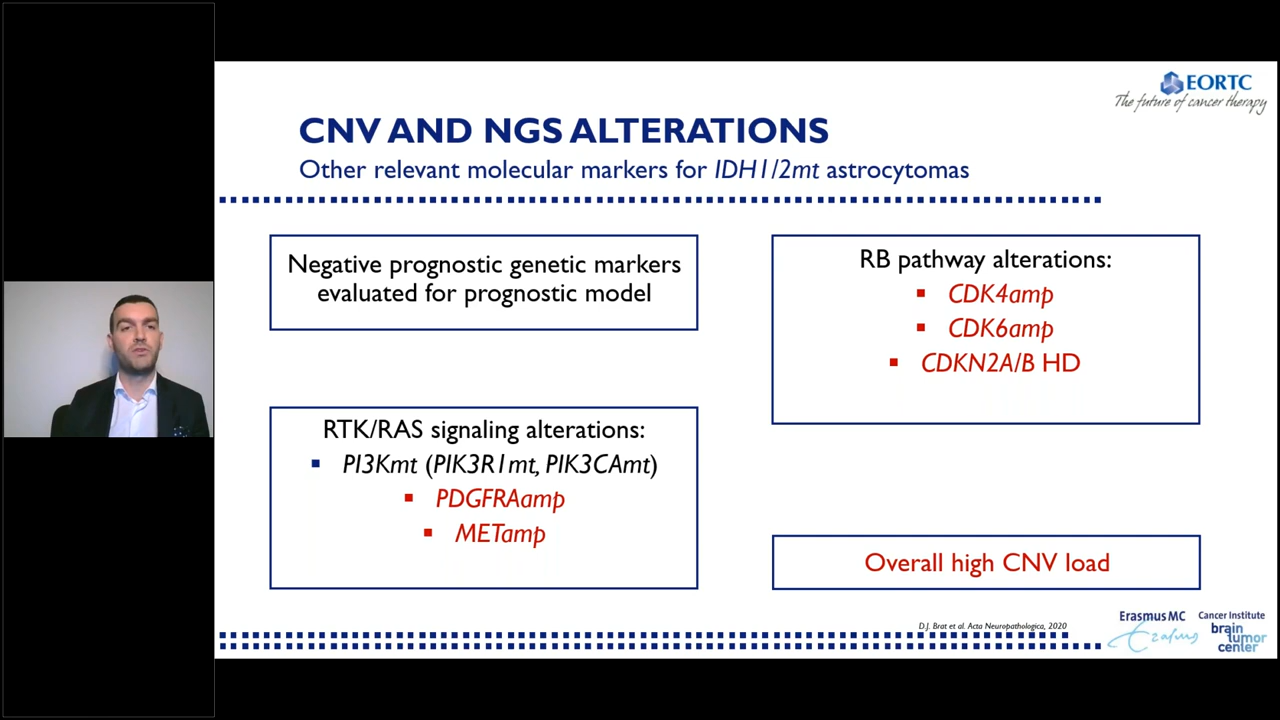 EORTC
The future of cancer therapy
CNV AND NGS ALTERATIONS
Other relevant molecular markers for IDH1/2mt astrocytomas
Negative prognostic genetic markers
evaluated for prognostic model
RTK/RAS signaling alterations:
▪ PI3Kmt (PIK3R1mt, PIK3CAmt)
▪ PDGFRAamp
▪ METamp
RB pathway alterations:
▪ CDK4amp
▪ CDK6amp
▪ CDKN2A/B HD
Overall high CNV load
D.J. Brat et al. Acta Neuropathologica, 2020
Erasmus MC Cancer Institute
Erasmus
brain
tumor
center